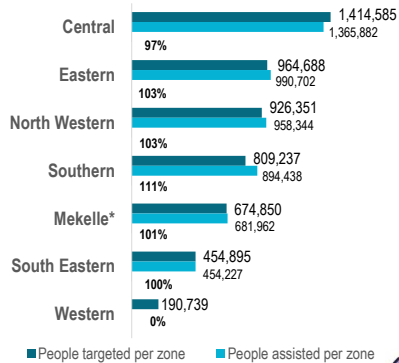 Central
1,414,585
1,365,882
97%
Eastern
964,688
990,702
103%
North Western
926,351
958,344
103%
Southern
809,237
894,438
111%
Mekelle*
674,850
681,962
101%
South Eastern
454,895
454,227
100%
Western
190,739
0%
People targeted per zone People assisted per zone